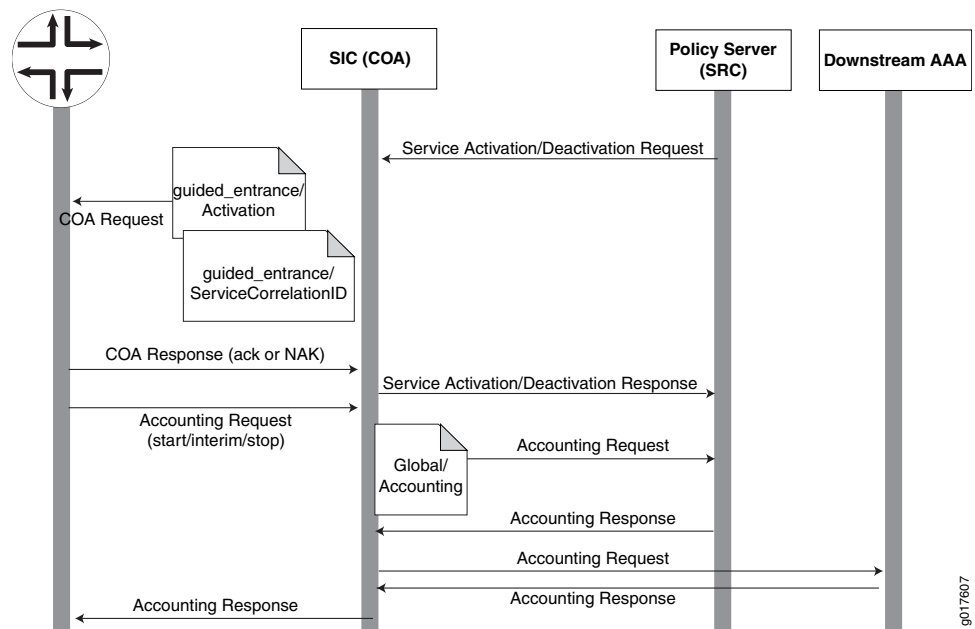 SIC (COA)
Policy Server
(SRC)
Downstream AAA
Service Activation/Deactivation Request
guided_entrance/
Activation
COA Request
guided_entrance/
ServiceCorrelationID
COA Response (ack or NAK)
Service Activation/Deactivation Response
Accounting Request
(start/interim/stop)
Global/
Accounting
Accounting Request
Accounting Response
Accounting Request
Accounting Response
Accounting Response
g017607